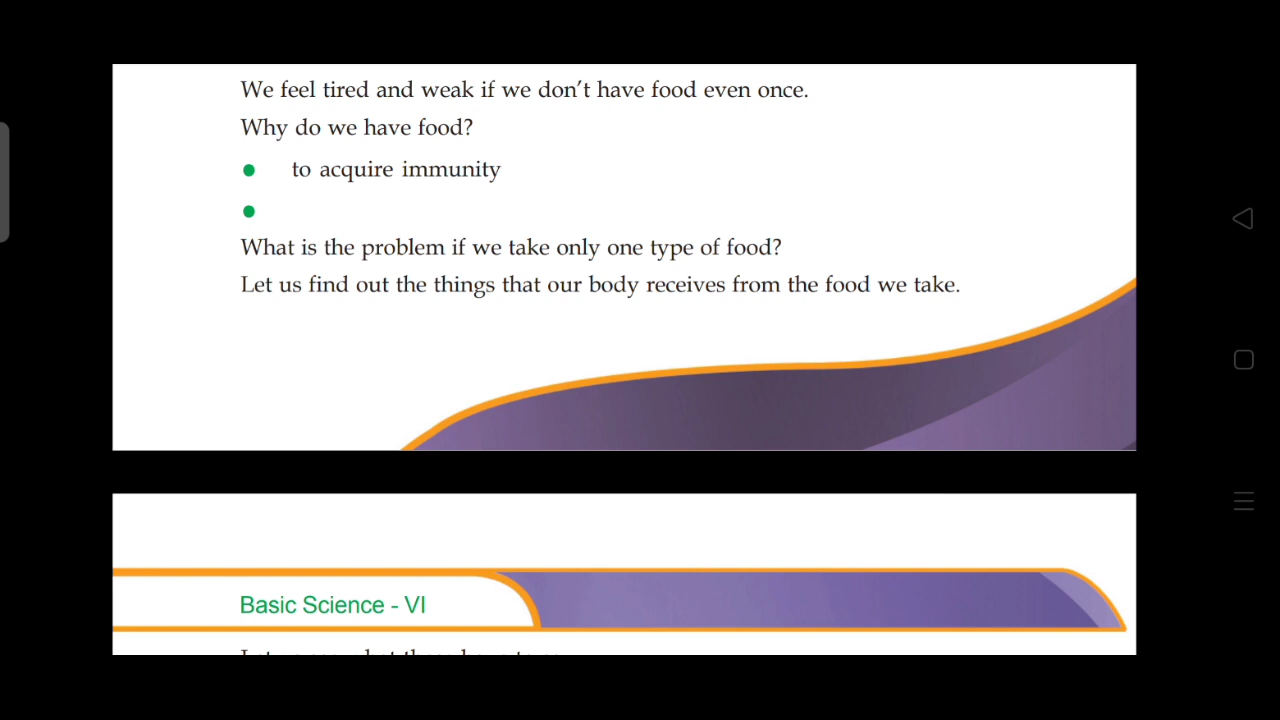 We feel tired and weak if we don't have food even once.
Why do we have food?
● to acquire immunity
●
What is the problem if we take only one type of food?
Let us find out the things that our body receives from the food we take.
Basic Science - VI